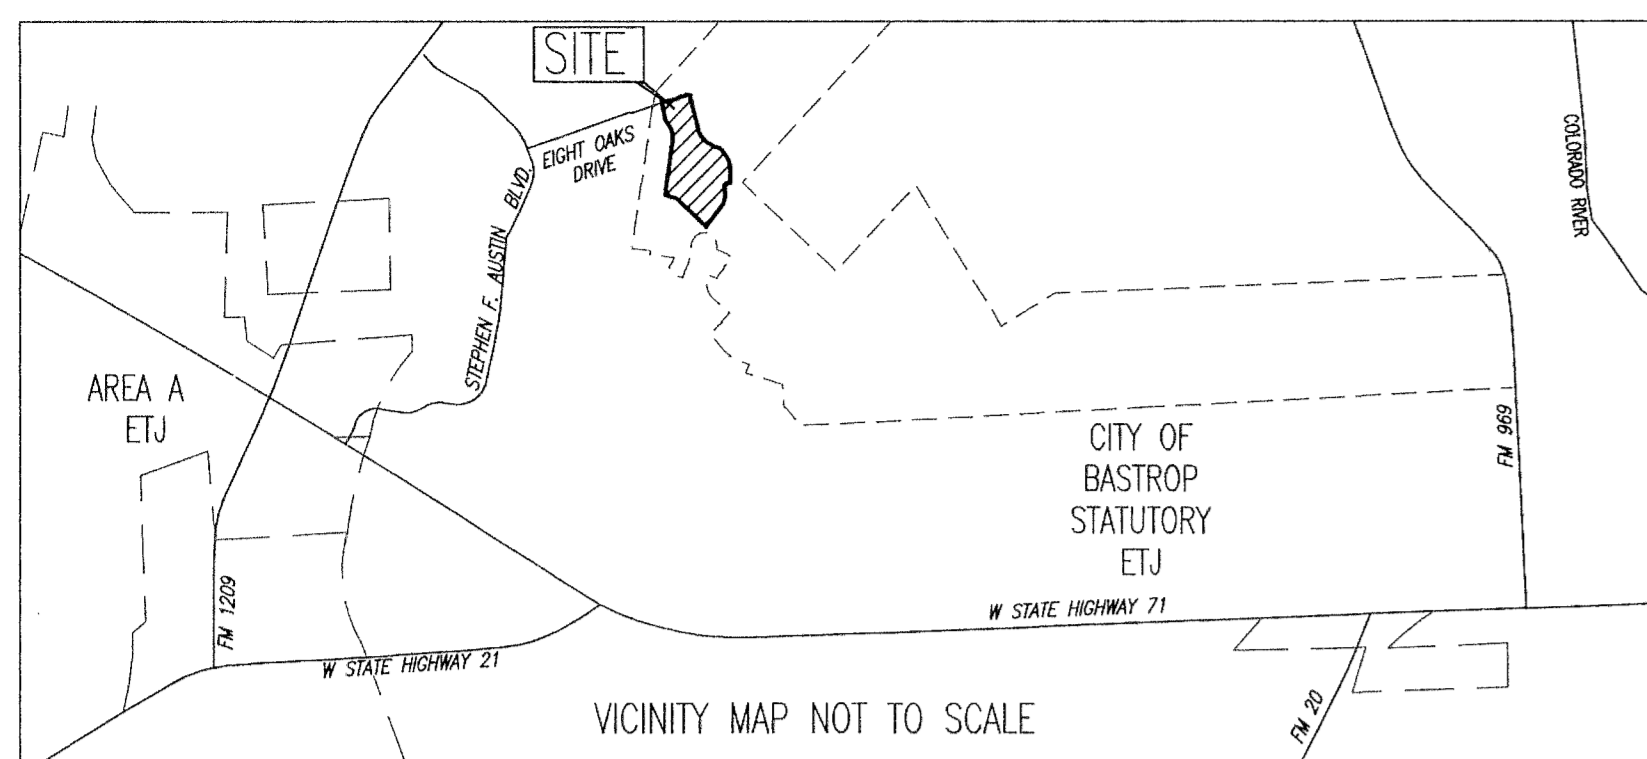 SITE
EIGHT OAKS
DRIVE
STEPHEN F. AUSTIN BLVD.
COLORADO RIVER
AREA A
ETJ
CITY OF
BASTROP
STATUTORY
ETJ
FM 969
FM 1209
W STATE HIGHWAY 71
W STATE HIGHWAY 21
FM 20
VICINITY MAP NOT TO SCALE